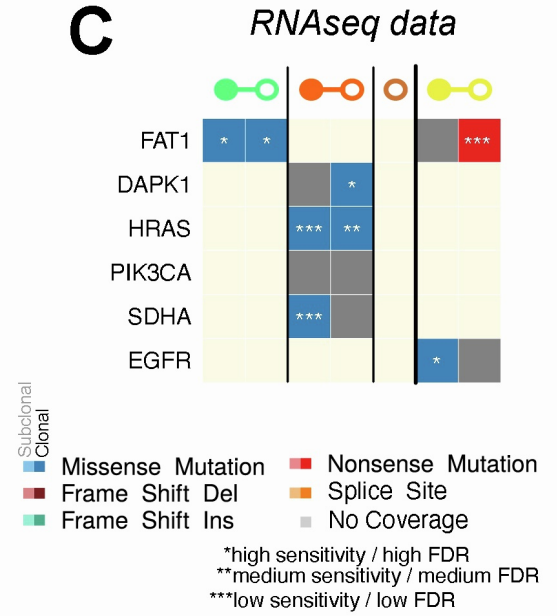 C
RNAseq data
FAT1 * * ***
DAPK1 *
HRAS *** **
PIK3CA
SDHA ***
EGFR *
Subclonal
Clonal
Missense Mutation
Nonsense Mutation
Frame Shift Del
Splice Site
Frame Shift Ins
No Coverage
*high sensitivity / high FDR
**medium sensitivity / medium FDR
***low sensitivity / low FDR